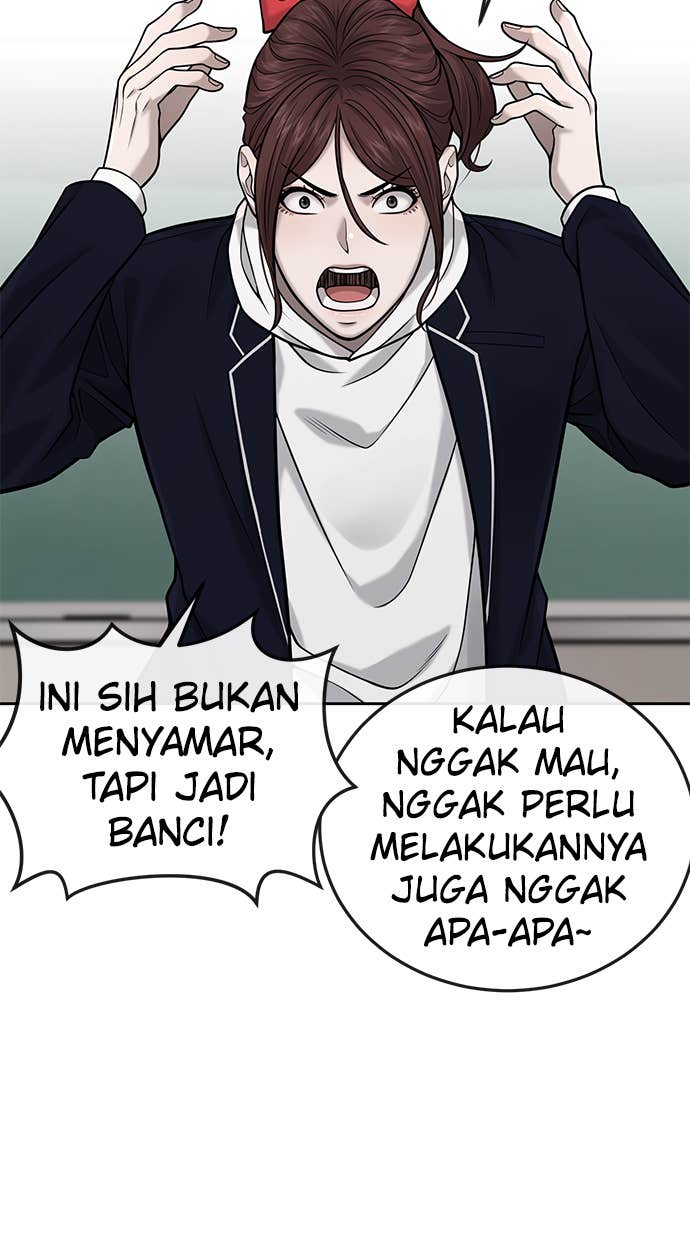 INI SIH BUKAN
MENYAMAR,
TAPI JADI
BANCI!
KALAU
NGGAK MAU,
NGGAK PERLU
MELAKUKANNYA
JUGA NGGAK
APA-APA~